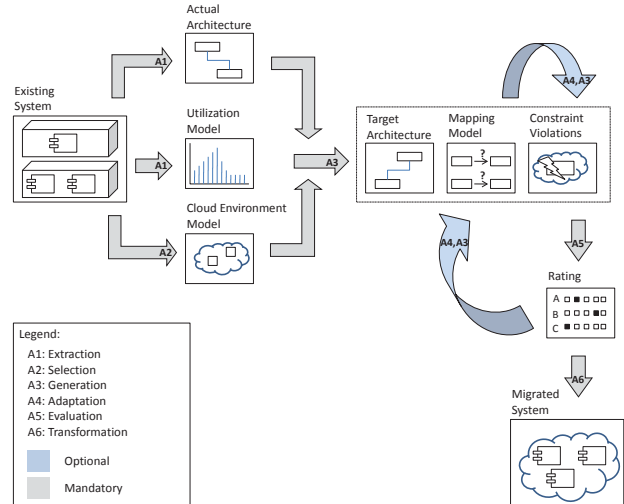 Actual
Architecture
A1
Existing
System
Utilization
Model
A1
Cloud Environment
Model
A2
A3
Target
Architecture
Mapping
Model
?
?
Constraint
Violations
A4,A3
A4,A3
A5
Rating
A
B
C
A6
Migrated
System
Legend:
A1: Extraction
A2: Selection
A3: Generation
A4: Adaptation
A5: Evaluation
A6: Transformation
Optional
Mandatory